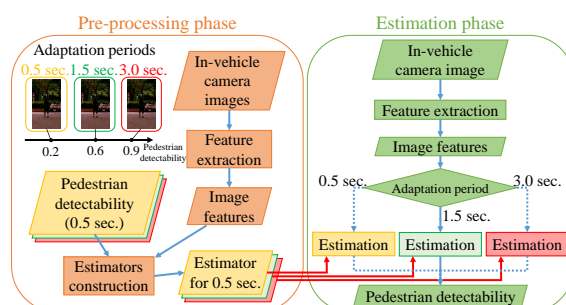 Pre-processing phase
Adaptation periods
0.5 sec. 1.5 sec. 3.0 sec.
0.2 0.6 0.9
Pedestrian
detectability
In-vehicle
camera
images
Feature
extraction
Image
features
Pedestrian
detectability
(0.5 sec.)
Estimators
construction
Estimator
for 0.5 sec.
Estimation phase
In-vehicle
camera image
Feature extraction
Image features
0.5 sec.
Adaptation period
3.0 sec.
1.5 sec.
Estimation Estimation Estimation
Pedestrian detectability